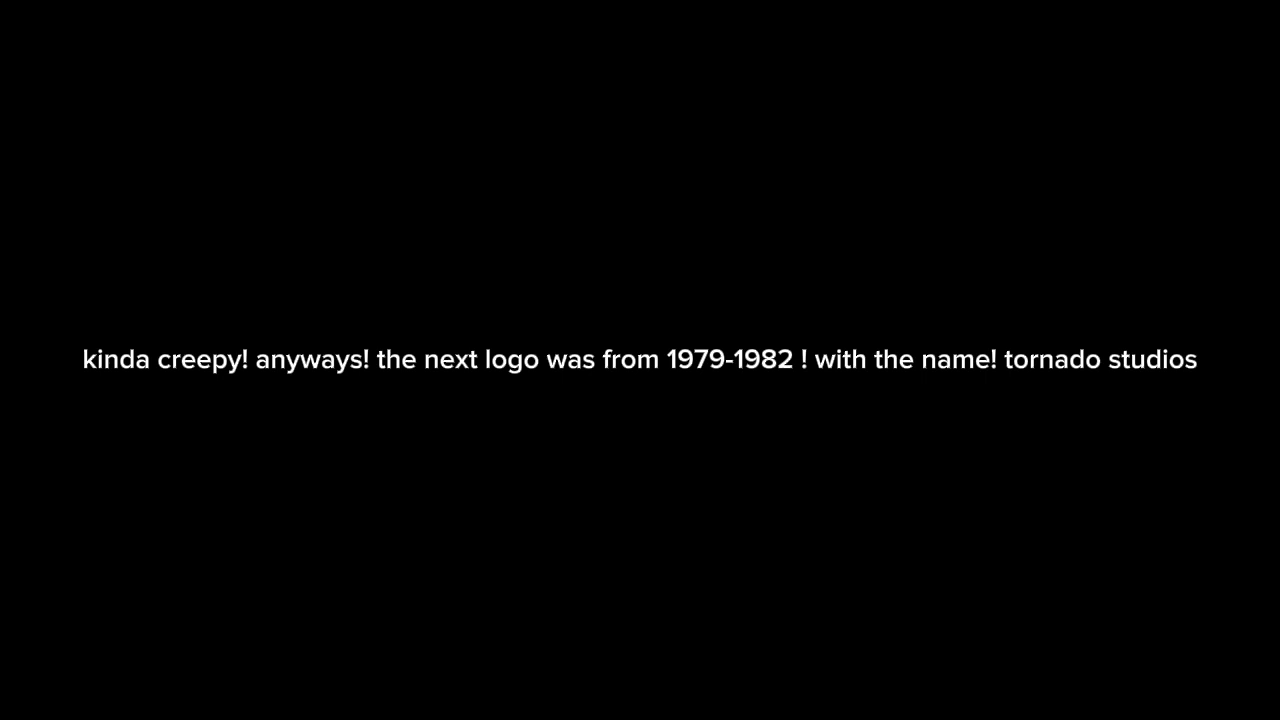 kinda creepy! anyways! the next logo was from 1979-1982 ! with the name! tornado studios